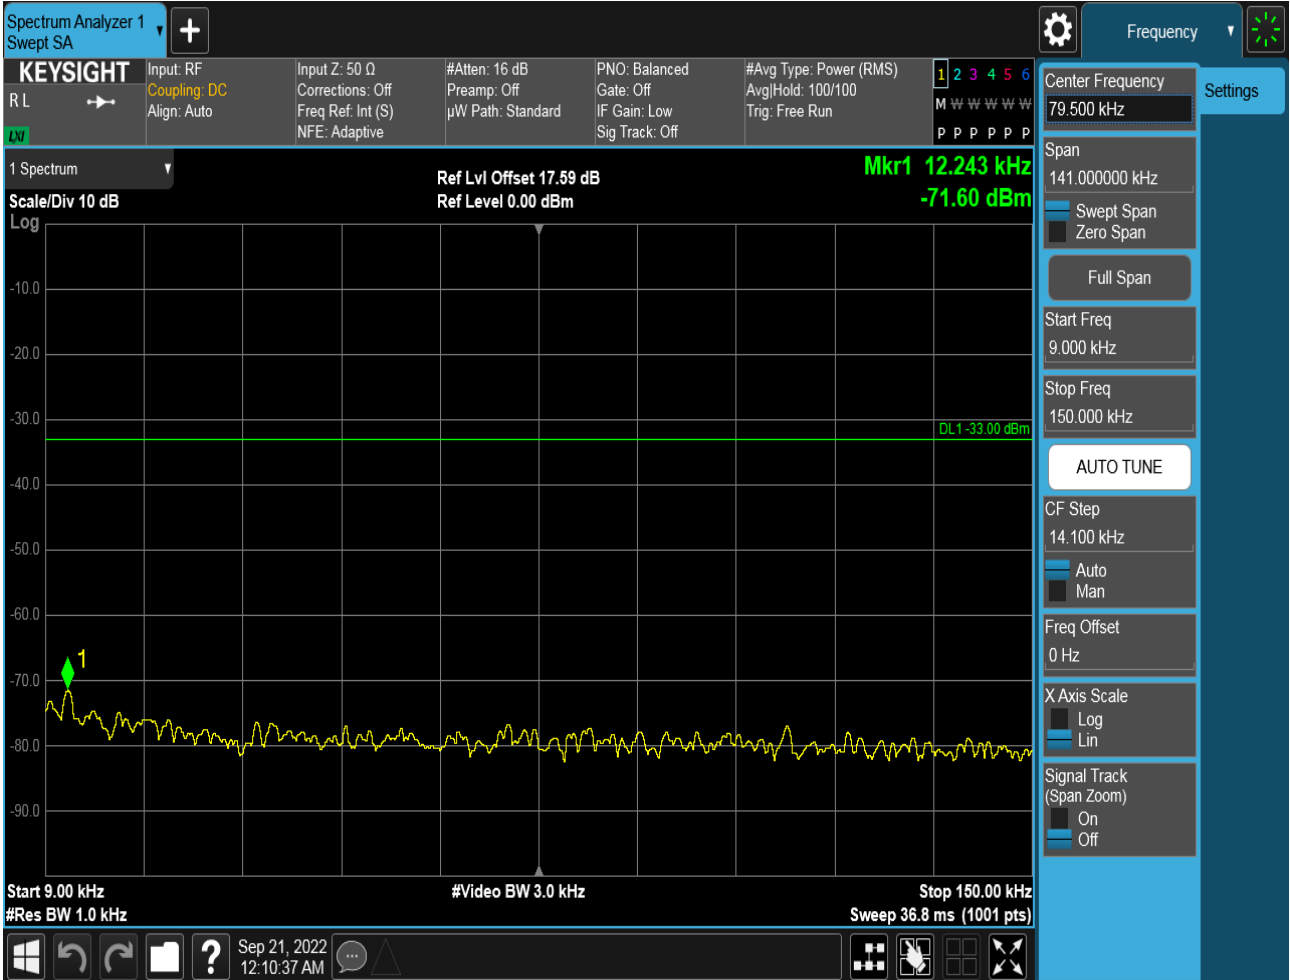 Spectrum Analyzer 1
Swept SA
Frequency
KEYSIGHT
R L
LXI
Input: RF
Coupling: DC
Align: Auto
Input Z: 50 Ω
Corrections: Off
Freq Ref: Int (S)
NFE: Adaptive
#Atten: 16 dB
Preamp: Off
µW Path: Standard
PNO: Balanced
Gate: Off
IF Gain: Low
Sig Track: Off
#Avg Type: Power (RMS)
Avg|Hold: 100/100
Trig: Free Run
1 2 3 4 5 6
M W W W W W
P P P P P P
1 Spectrum
Scale/Div 10 dB
Log
Ref Lvl Offset 17.59 dB
Ref Level 0.00 dBm
Mkr1 12.243 kHz
-71.60 dBm
-10.0
-20.0
-30.0
DL1 -33.00 dBm
-40.0
-50.0
-60.0
1
-70.0
-80.0
-90.0
Start 9.00 kHz
#Res BW 1.0 kHz
#Video BW 3.0 kHz
Stop 150.00 kHz
Sweep 36.8 ms (1001 pts)
Center Frequency
79.500 kHz
Settings
Span
141.000000 kHz
Swept Span
Zero Span
Full Span
Start Freq
9.000 kHz
Stop Freq
150.000 kHz
AUTO TUNE
CF Step
14.100 kHz
Auto
Man
Freq Offset
0 Hz
X Axis Scale
Log
Lin
Signal Track
(Span Zoom)
On
Off
?
Sep 21, 2022
12:10:37 AM